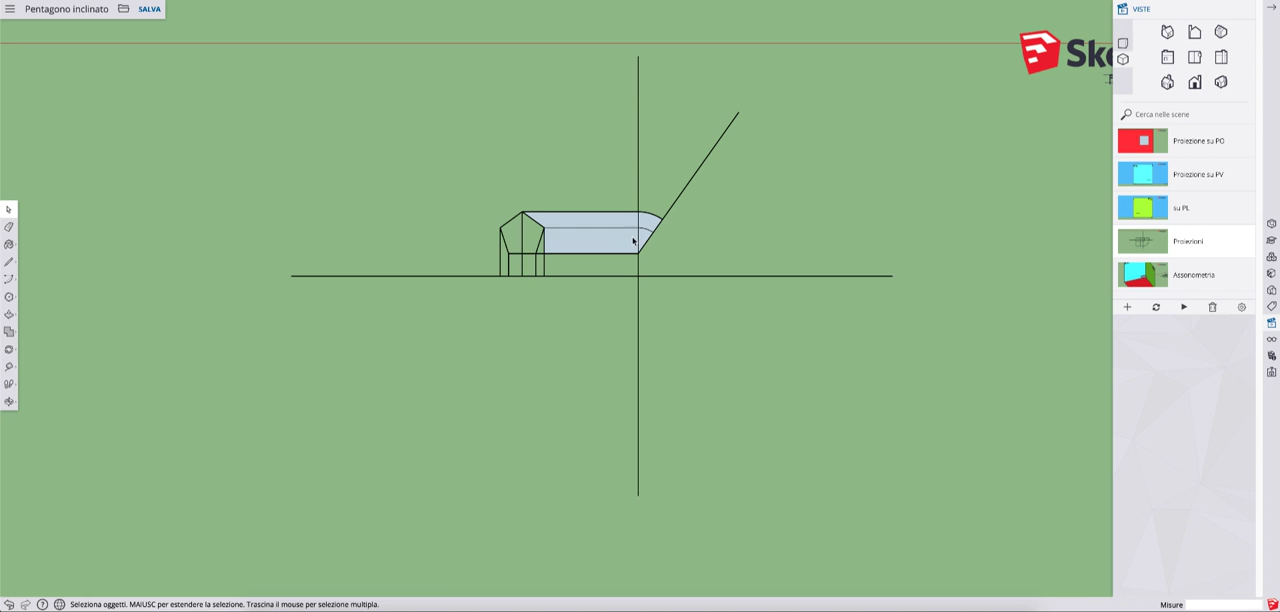 Pentagono inclinato
SALVA
VISTE
Ske
Cerca nelle scene
Proiezione su PO
Proiezione su PV
su PL
Proiezioni
Assonometria
Seleziona oggetti. MAIUSC per estendere la selezione. Trascina il mouse per selezione multipla.
Misure